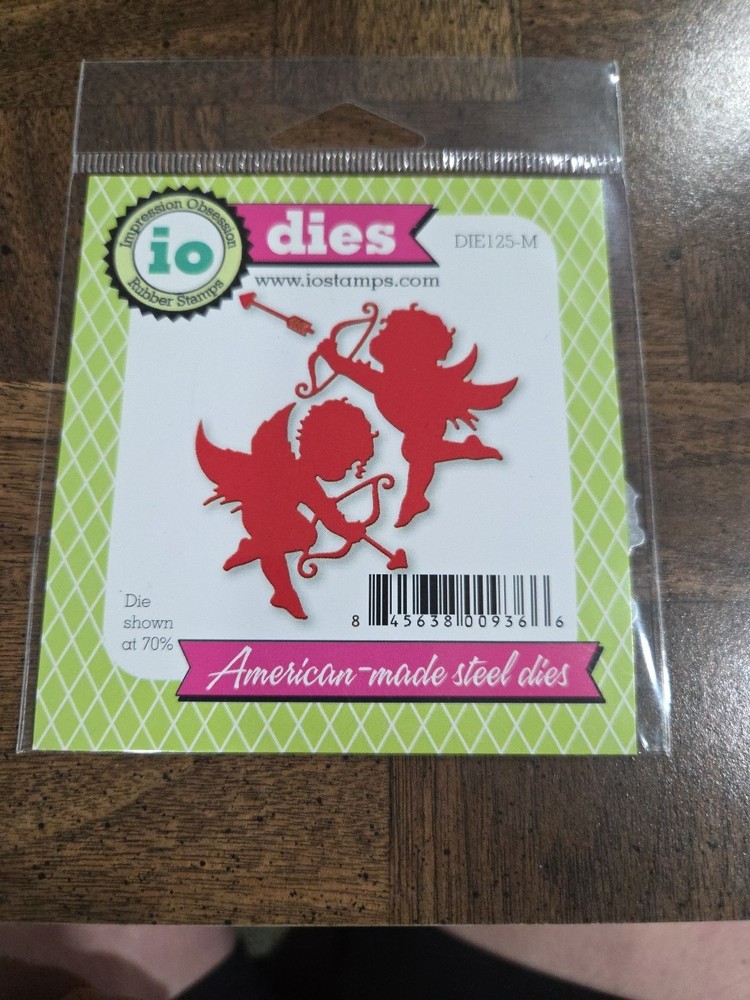 Impression Obsession
io
Rubber Stamps
dies
DIE125-M
www.iostamps.com
Die
shown
at 70%
8 45638 00936 6
American-made steel dies